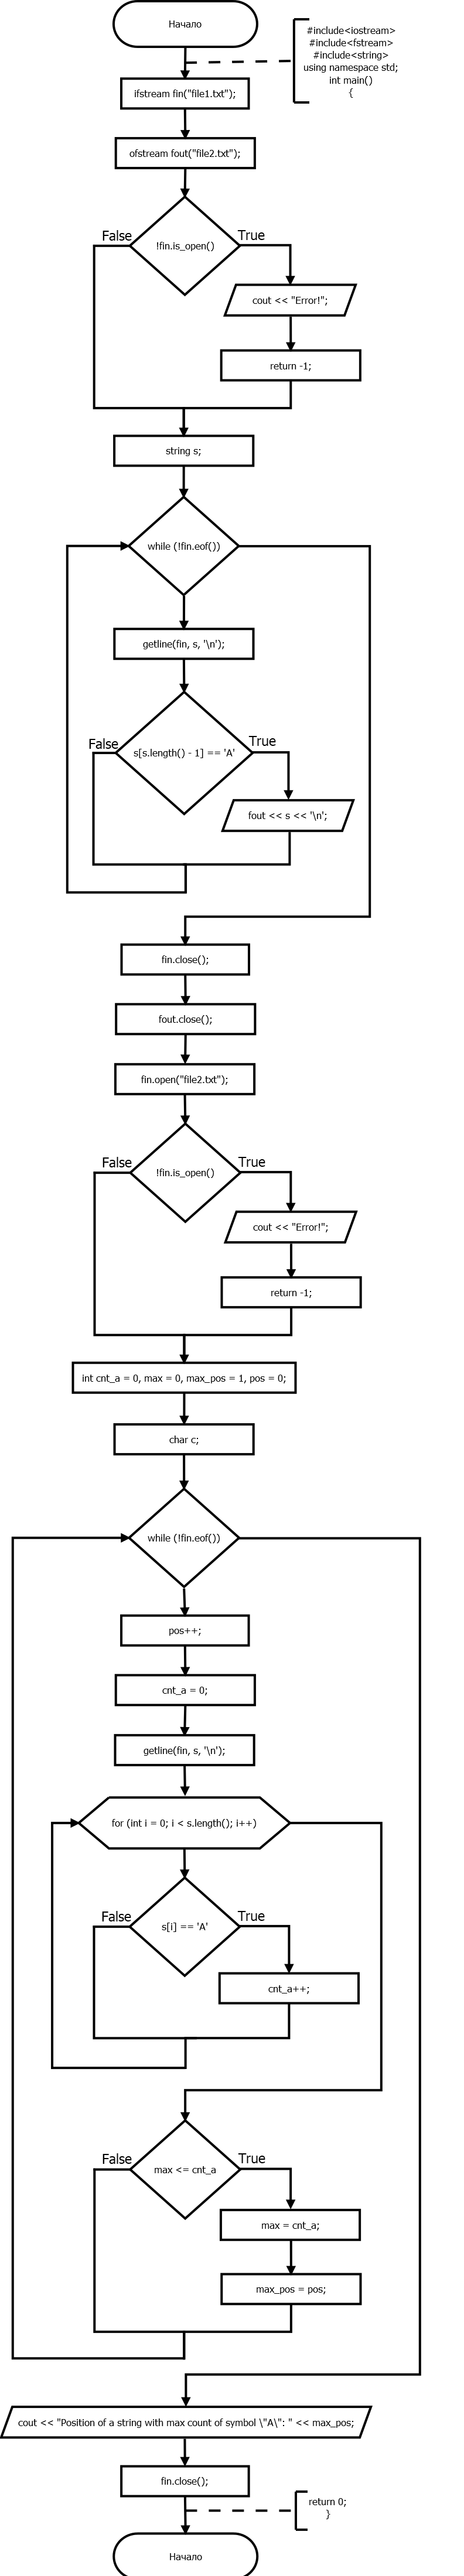 Начало
#include<iostream>
#include<fstream>
#include<string>
using namespace std;
int main()
{
ifstream fin("file1.txt");
ofstream fout("file2.txt");
False
True
!fin.is_open()
cout << "Error!";
return -1;
string s;
while (!fin.eof())
getline(fin, s, '\n');
False
True
s[s.length() - 1] == 'A'
fout << s << '\n';
fin.close();
fout.close();
fin.open("file2.txt");
False
True
!fin.is_open()
cout << "Error!";
return -1;
int cnt_a = 0, max = 0, max_pos = 1, pos = 0;
char c;
while (!fin.eof())
pos++;
cnt_a = 0;
getline(fin, s, '\n');
for (int i = 0; i < s.length(); i++)
False
True
s[i] == 'A'
cnt_a++;
False
True
max <= cnt_a
max = cnt_a;
max_pos = pos;
cout << "Position of a string with max count of symbol \"A\": " << max_pos;
fin.close();
return 0;
}
Начало